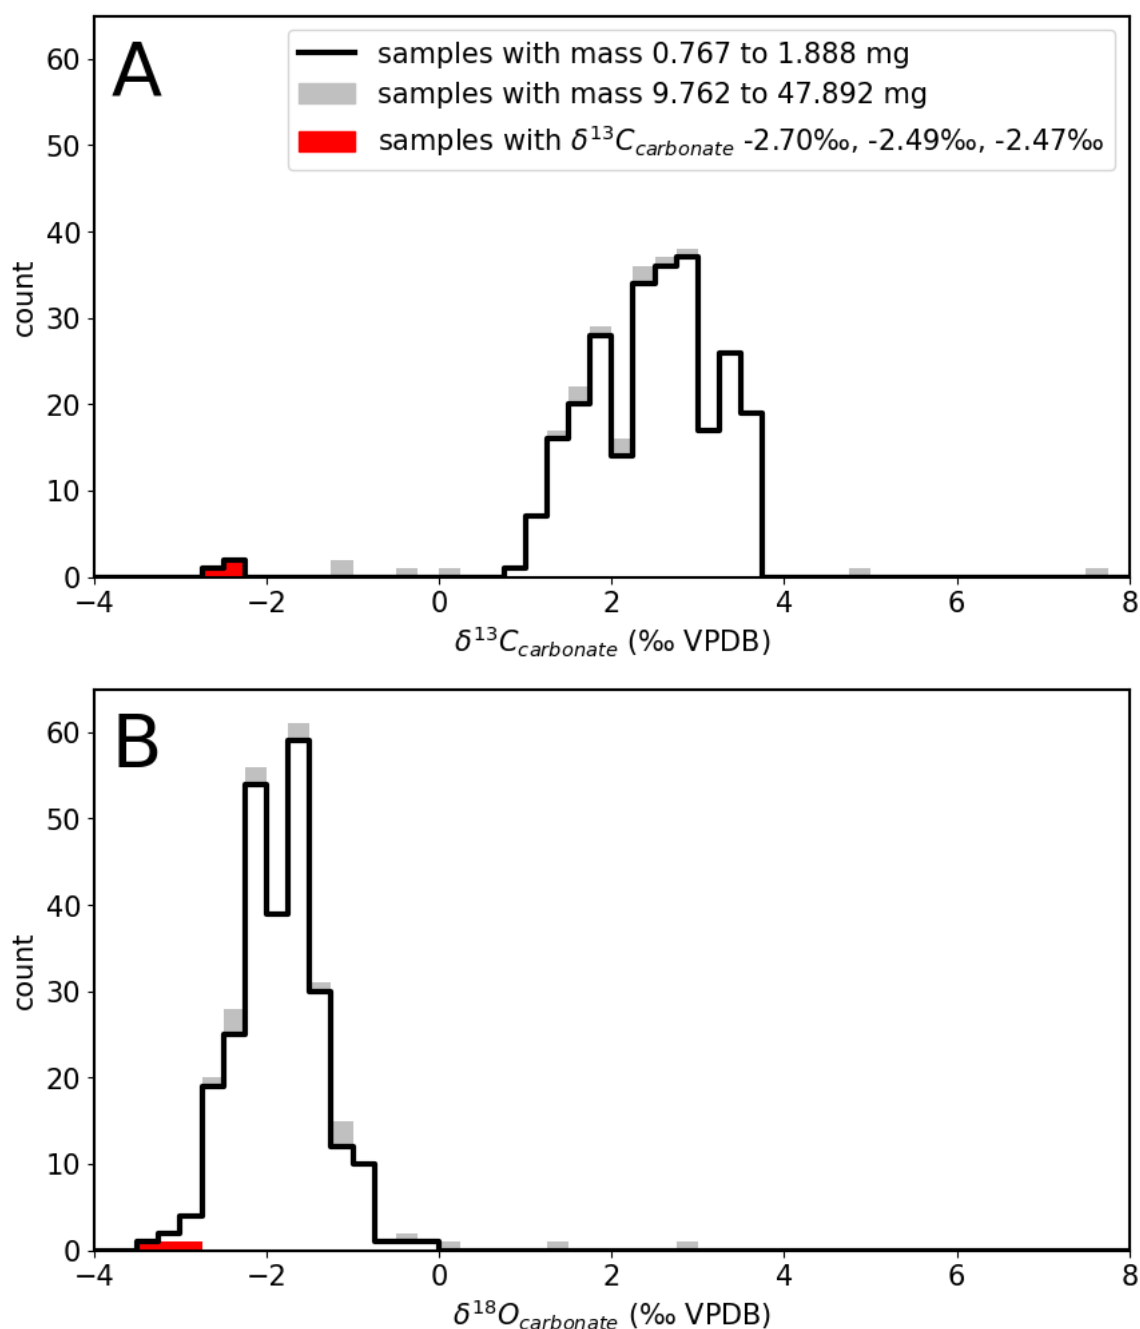 A
samples with mass 0.767 to 1.888 mg
samples with mass 9.762 to 47.892 mg
samples with δ¹³C_carbonate -2.70‰, -2.49‰, -2.47‰
60
50
40
30
20
10
0
count
−4 −2 0 2 4 6 8
δ¹³C_carbonate (‰ VPDB)
B
60
50
40
30
20
10
0
count
−4 −2 0 2 4 6 8
δ¹⁸O_carbonate (‰ VPDB)